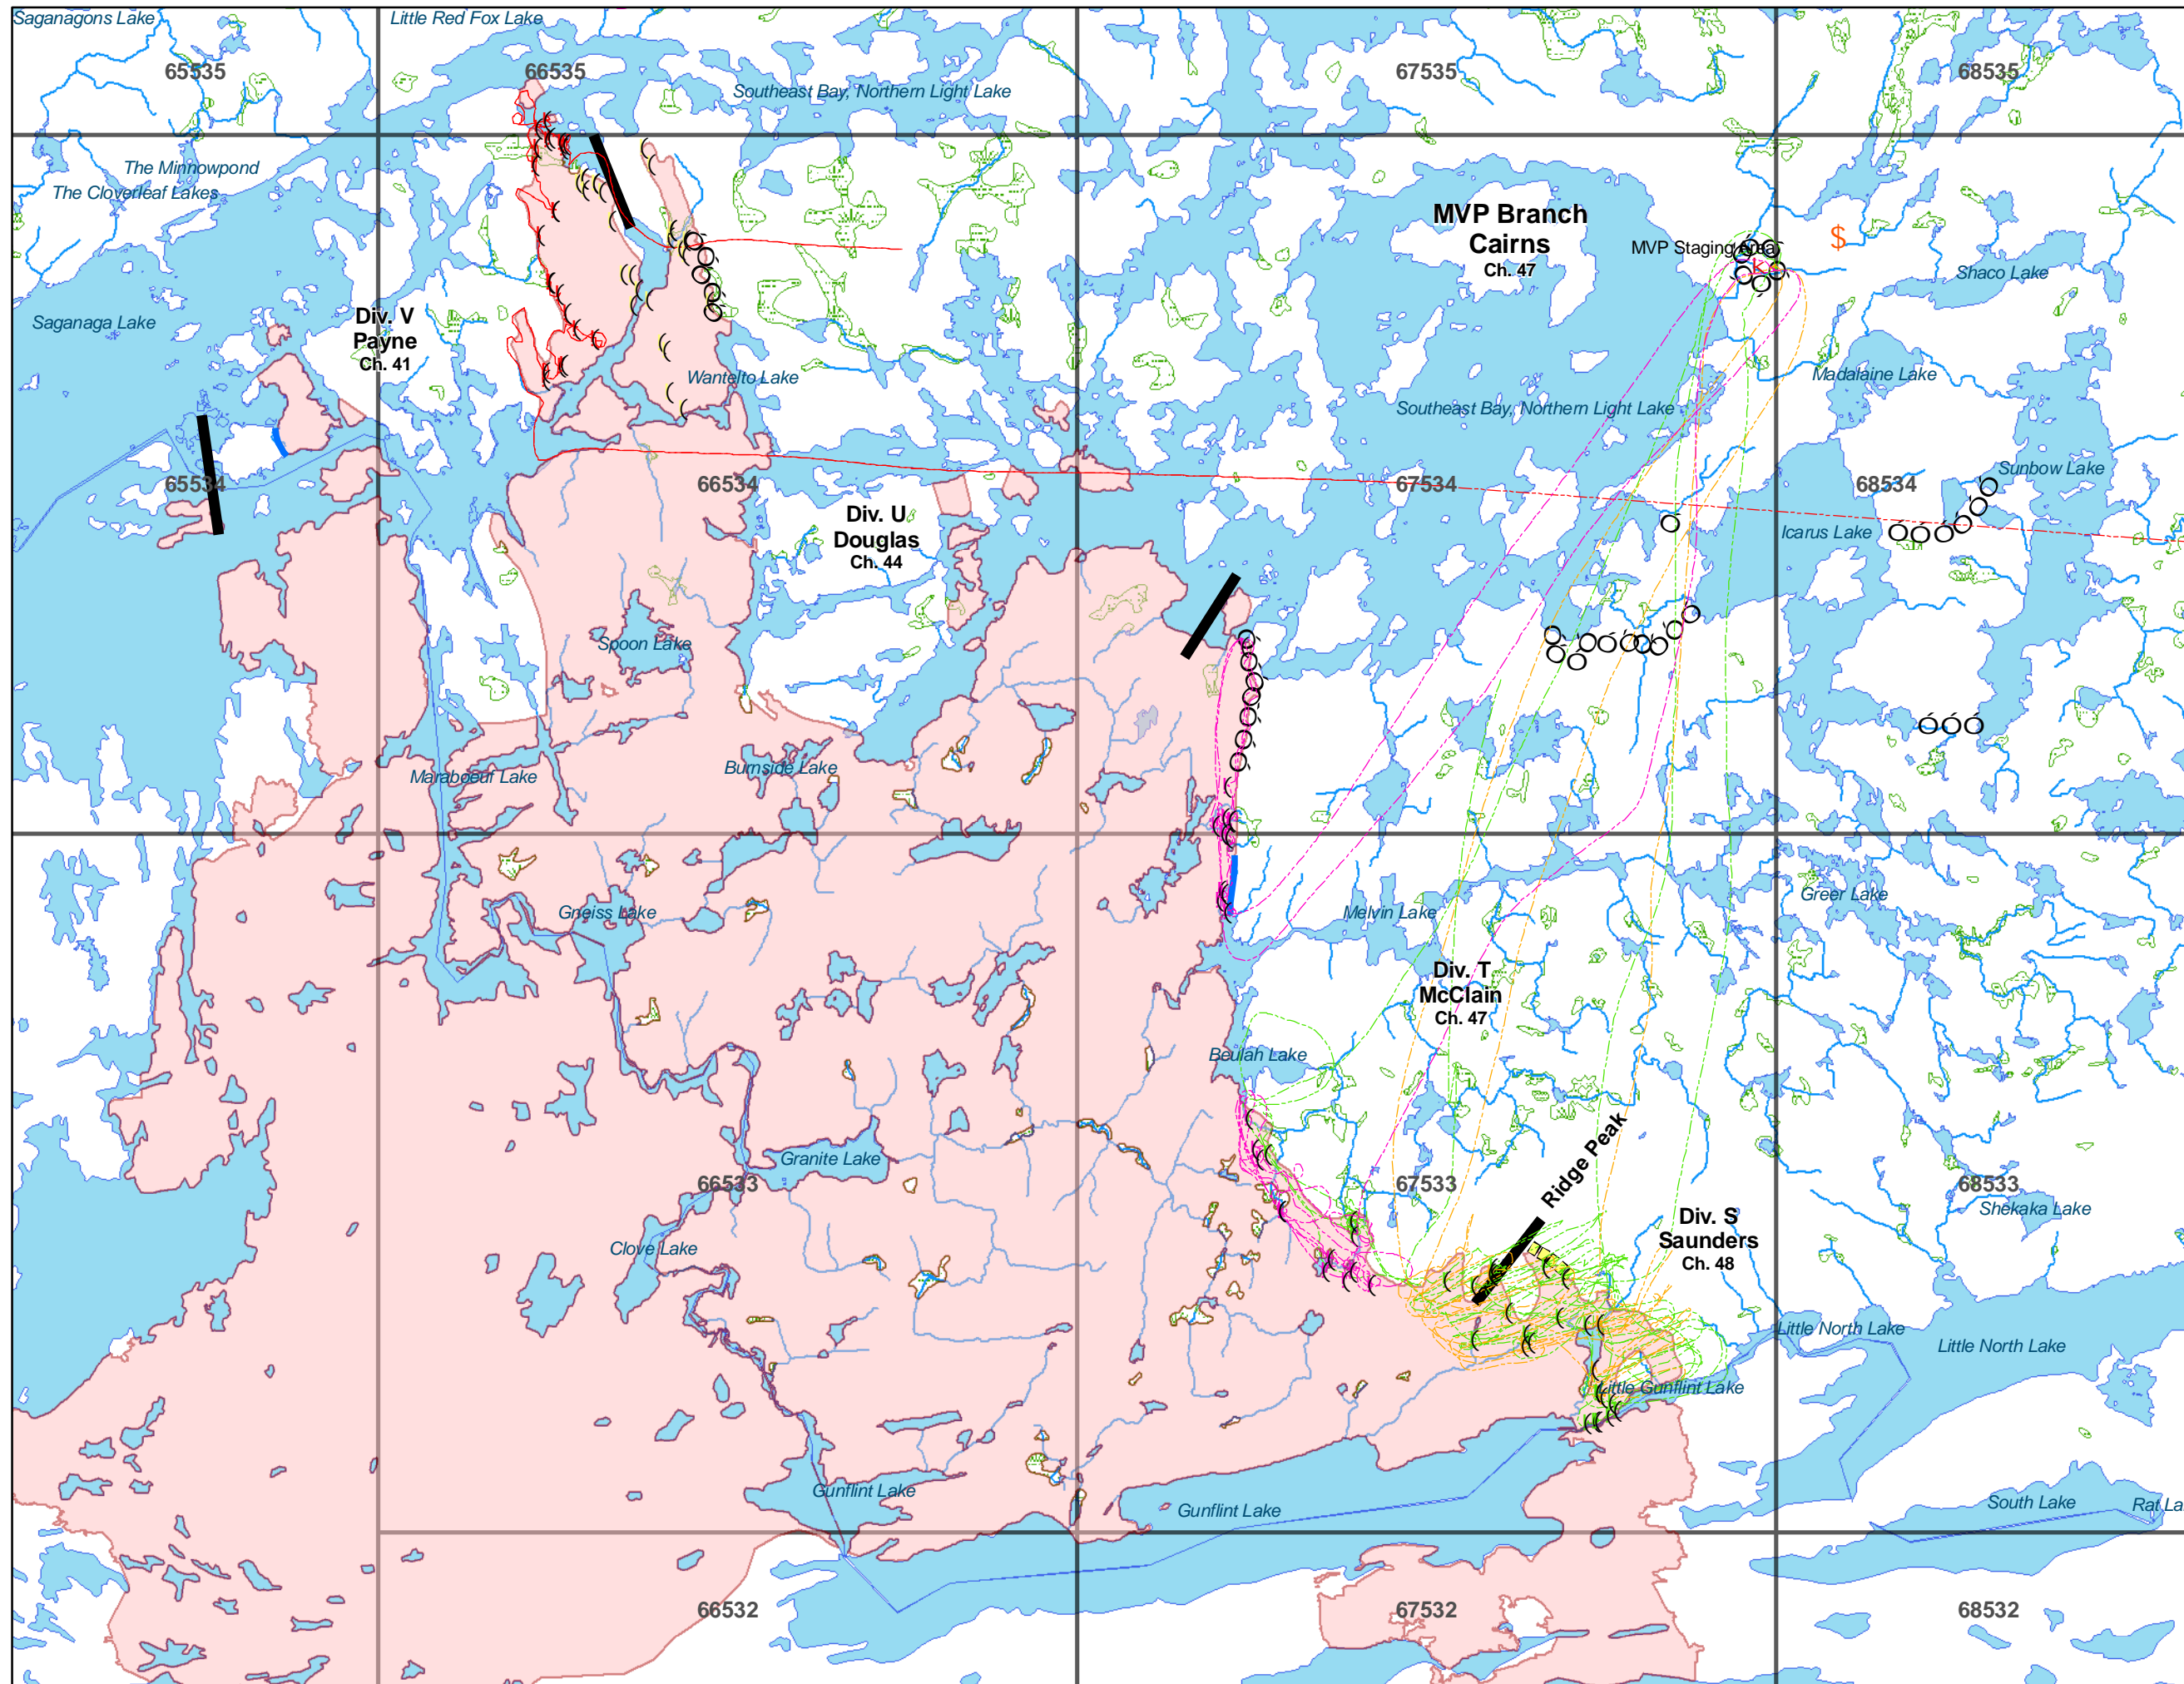 Saganagons Lake
Little Red Fox Lake
65535
66535
67535
68535
Southeast Bay, Northern Light Lake
The Minnowpond
The Cloverleaf Lakes
MVP Branch
Cairns
Ch. 47
MVP Staging Area
$
k
Shaco Lake
Saganaga Lake
Div. V
Payne
Ch. 41
Wantelto Lake
Madalaine Lake
Southeast Bay, Northern Light Lake
Sunbow Lake
65534
66534
67534
68534
Div. U
Douglas
Ch. 44
Icarus Lake
Spoon Lake
Maraboeuf Lake
Burnside Lake
Greer Lake
Gneiss Lake
Melvin Lake
Div. T
McClain
Ch. 47
Beulah Lake
Ridge Peak
Granite Lake
66533
67533
68533
Shekaka Lake
Div. S
Saunders
Ch. 48
Clove Lake
Little North Lake
Little North Lake
Little Gunflint Lake
Gunflint Lake
Gunflint Lake
South Lake
Rat La
66532
67532
68532